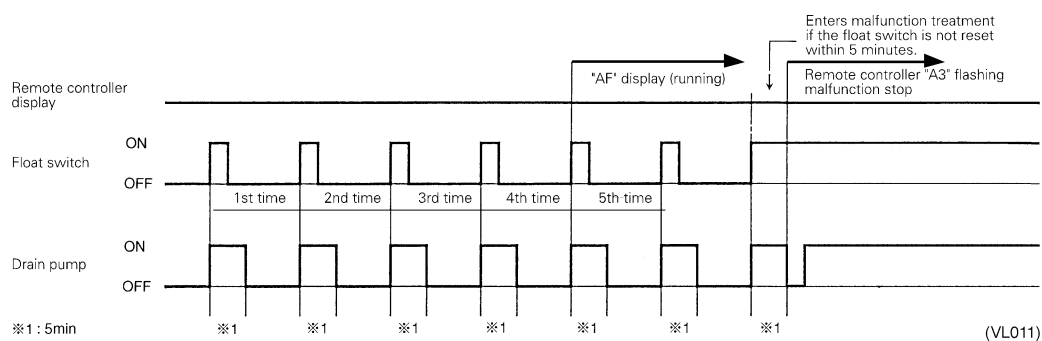 Enters malfunction treatment
if the float switch is not reset
within 5 minutes.
"AF" display (running)
Remote controller "A3" flashing
malfunction stop
Remote controller
display
ON
Float switch
OFF
1st time
2nd time
3rd time
4th time
5th time
ON
Drain pump
OFF
※1 : 5min
※1
※1
※1
※1
※1
※1
※1
(VL011)